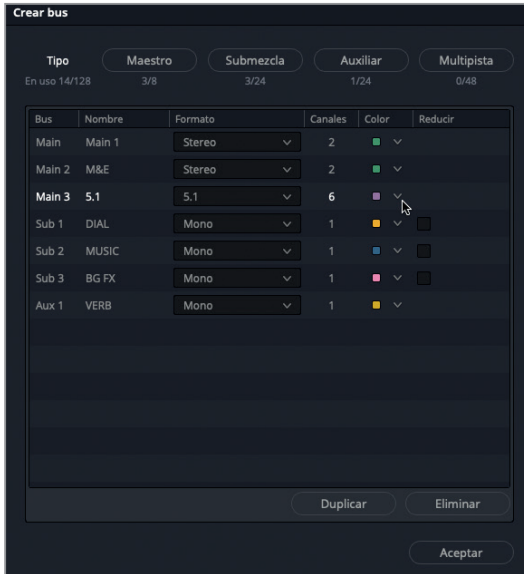 Crear bus
Tipo Maestro Submezcla Auxiliar Multipista
En uso 14/128 3/8 3/24 1/24 0/48
Bus Nombre Formato Canales Color Reducir
Main Main 1 Stereo 2
Main 2 M&E Stereo 2
Main 3 5.1 5.1 6
Sub 1 DIAL Mono 1
Sub 2 MUSIC Mono 1
Sub 3 BG FX Mono 1
Aux 1 VERB Mono 1
Duplicar Eliminar
Aceptar